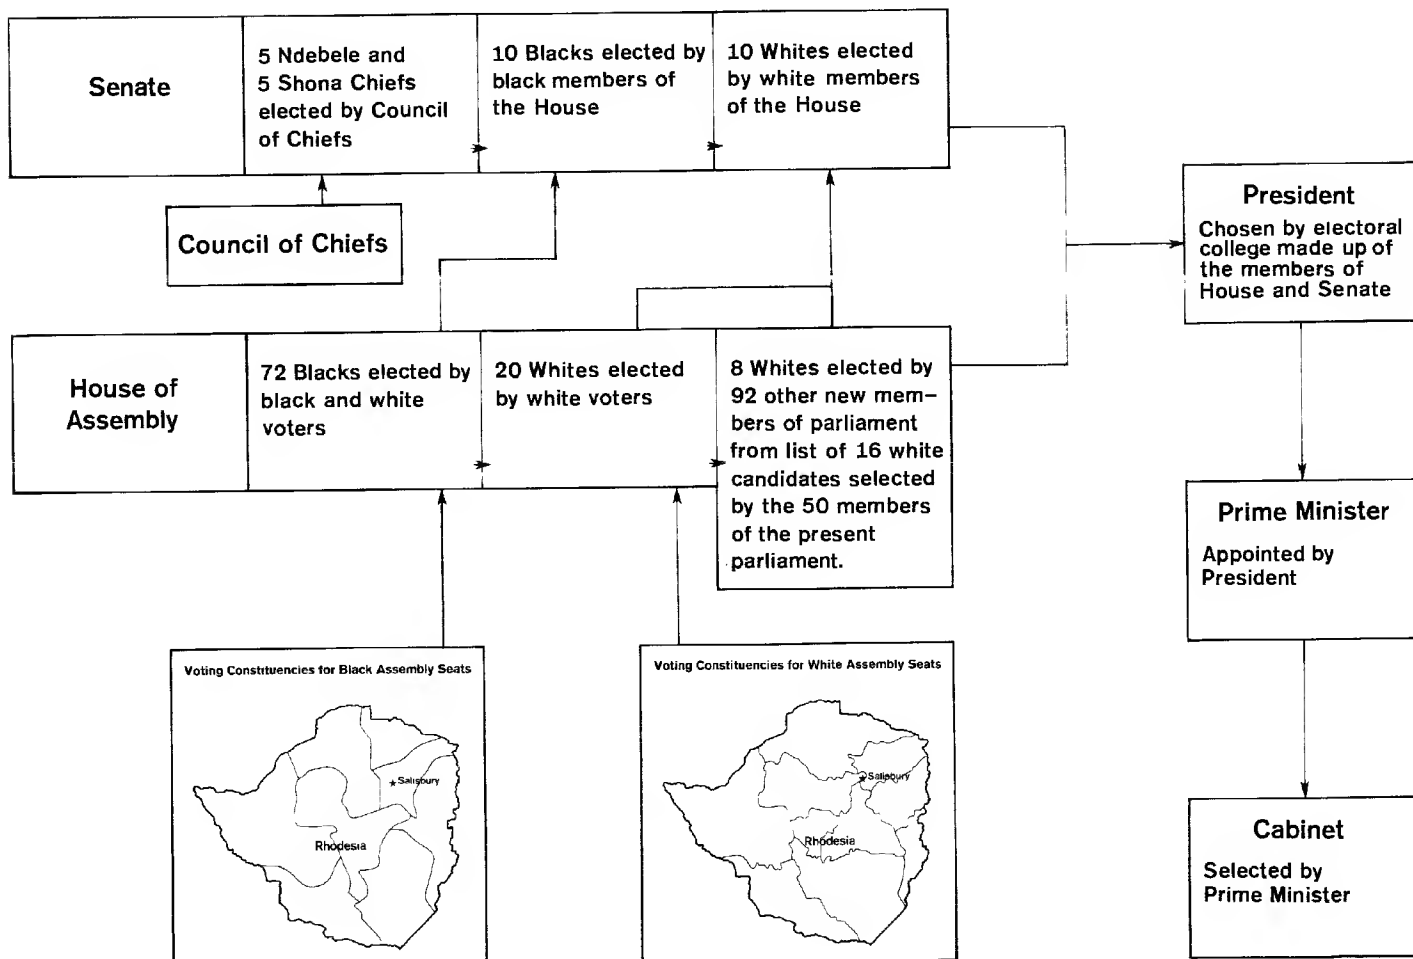 Senate
5 Ndebele and
5 Shona Chiefs
elected by Council
of Chiefs
10 Blacks elected by
black members of
the House
10 Whites elected
by white members
of the House
Council of Chiefs
President
Chosen by electoral
college made up of
the members of
House and Senate
House of
Assembly
72 Blacks elected by
black and white
voters
20 Whites elected
by white voters
8 Whites elected by
92 other new mem–
bers of parliament
from list of 16 white
candidates selected
by the 50 members
of the present
parliament.
Prime Minister
Appointed by
President
Voting Constituencies for Black Assembly Seats
Salisbury
Rhodesia
Voting Constituencies for White Assembly Seats
Salisbury
Rhodesia
Cabinet
Selected by
Prime Minister